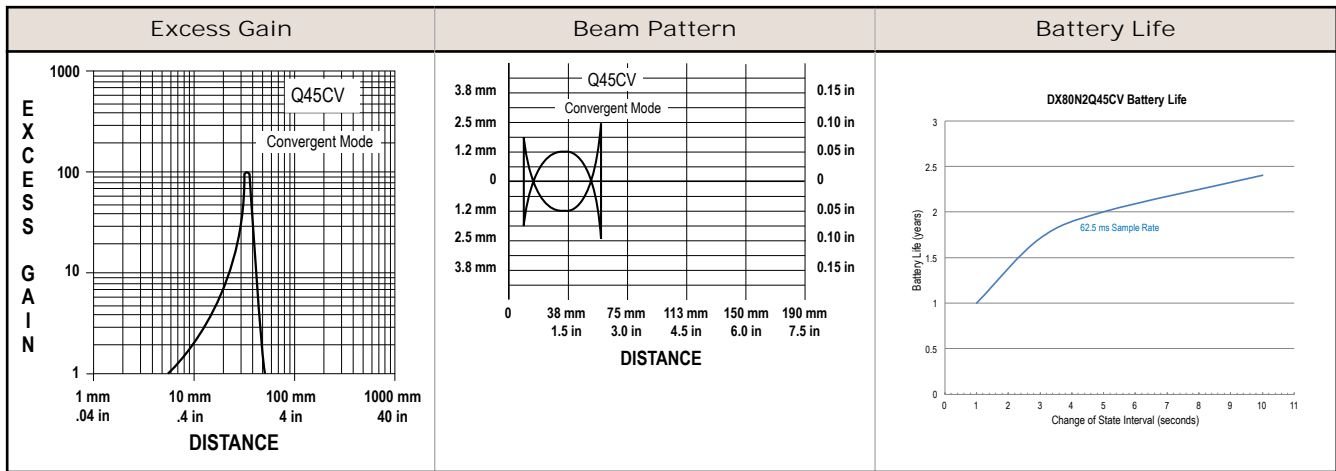 Excess Gain
Beam Pattern
Battery Life
EXCESS GAIN
1000
100
10
1
Q45CV
Convergent Mode
1 mm
.04 in
10 mm
.4 in
100 mm
4 in
1000 mm
40 in
DISTANCE
Q45CV
Convergent Mode
3.8 mm
2.5 mm
1.2 mm
0
1.2 mm
2.5 mm
3.8 mm
0.15 in
0.10 in
0.05 in
0
0.05 in
0.10 in
0.15 in
0
38 mm
1.5 in
75 mm
3.0 in
113 mm
4.5 in
150 mm
6.0 in
190 mm
7.5 in
DISTANCE
DX80N2Q45CV Battery Life
Battery Life (years)
3
2.5
2
1.5
1
0.5
0
62.5 ms Sample Rate
0 1 2 3 4 5 6 7 8 9 10 11
Change of State Interval (seconds)